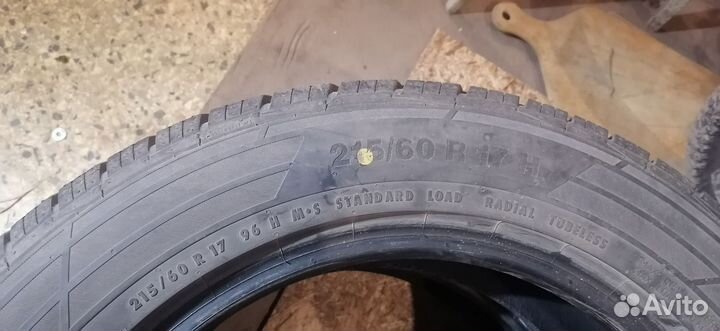 215/60 R 17 H
215/60 R 17 96 H M·S STANDARD LOAD RADIAL TUBELESS
Avito